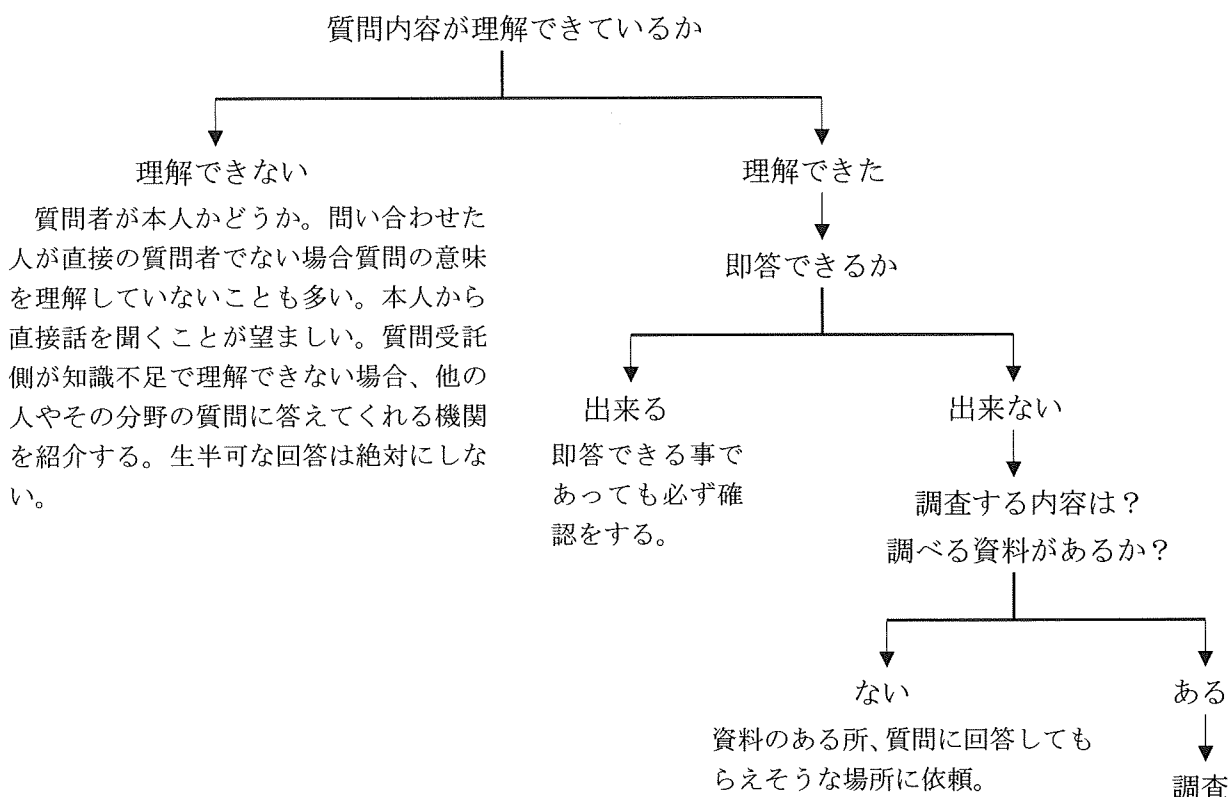 質問内容が理解できているか
理解できない
質問者が本人かどうか。問い合わせた
人が直接の質問者でない場合質問の意味
を理解していないことも多い。本人から
直接話を聞くことが望ましい。質問受託
側が知識不足で理解できない場合、他の
人やその分野の質問に答えてくれる機関
を紹介する。生半可な回答は絶対にしな
い。
理解できた
即答できるか
出来る
即答できる事で
あっても必ず確
認をする。
出来ない
調査する内容は？
調べる資料があるか？
ない
資料のある所、質問に回答しても
らえそうな場所に依頼。
ある
調査